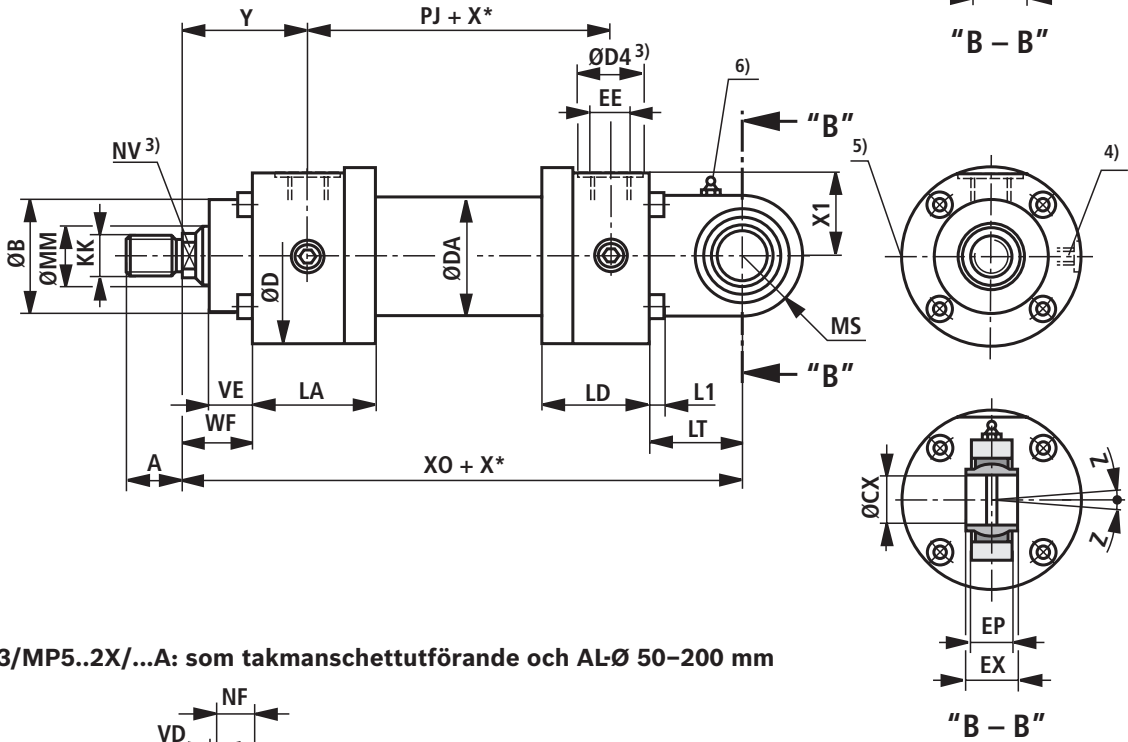 "B – B"
Y
PJ + X*
ØD4 3)
EE
6)
"B"
NV 3)
5)
4)
ØB
ØMM
KK
ØD
ØDA
X1
MS
"B"
VE
LA
LD
L1
WF
LT
A
XO + X*
ØCX
Z
Z
EP
EX
"B – B"
3/MP5..2X/...A: som takmanschettutförande och AL-Ø 50–200 mm
NF
VD